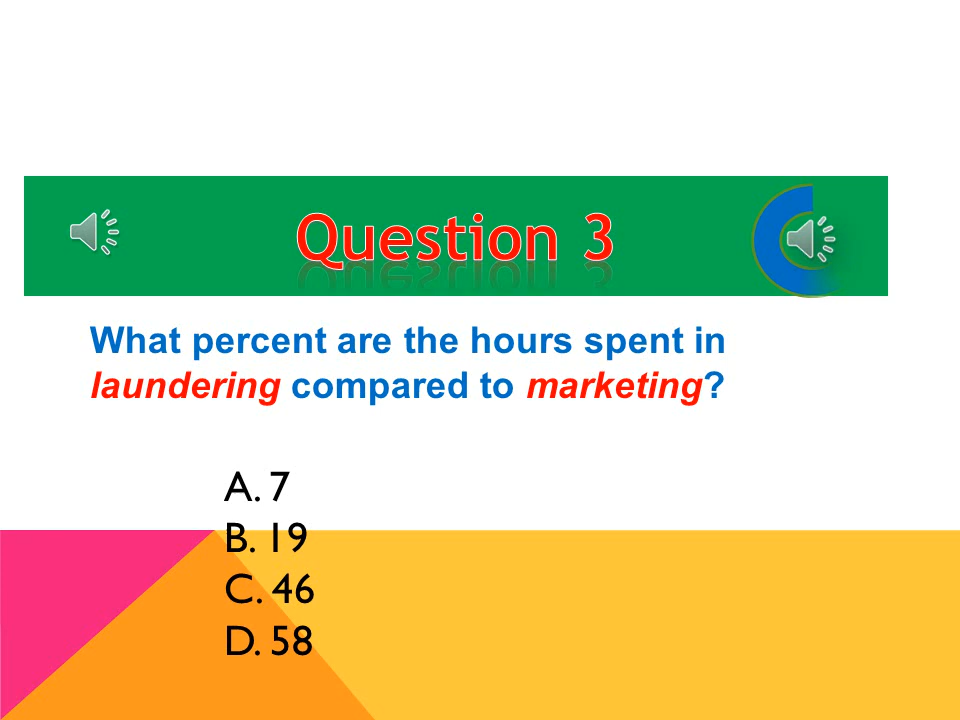 Question 3
What percent are the hours spent in
laundering compared to marketing?
A. 7
B. 19
C. 46
D. 58